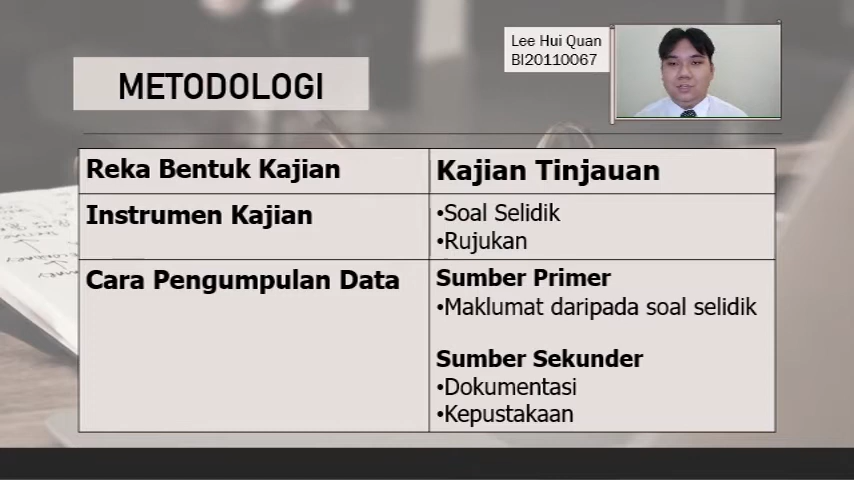 Lee Hui Quan
BI20110067
METODOLOGI
Reka Bentuk Kajian
Kajian Tinjauan
Instrumen Kajian
•Soal Selidik
•Rujukan
Cara Pengumpulan Data
Sumber Primer
•Maklumat daripada soal selidik
Sumber Sekunder
•Dokumentasi
•Kepustakaan